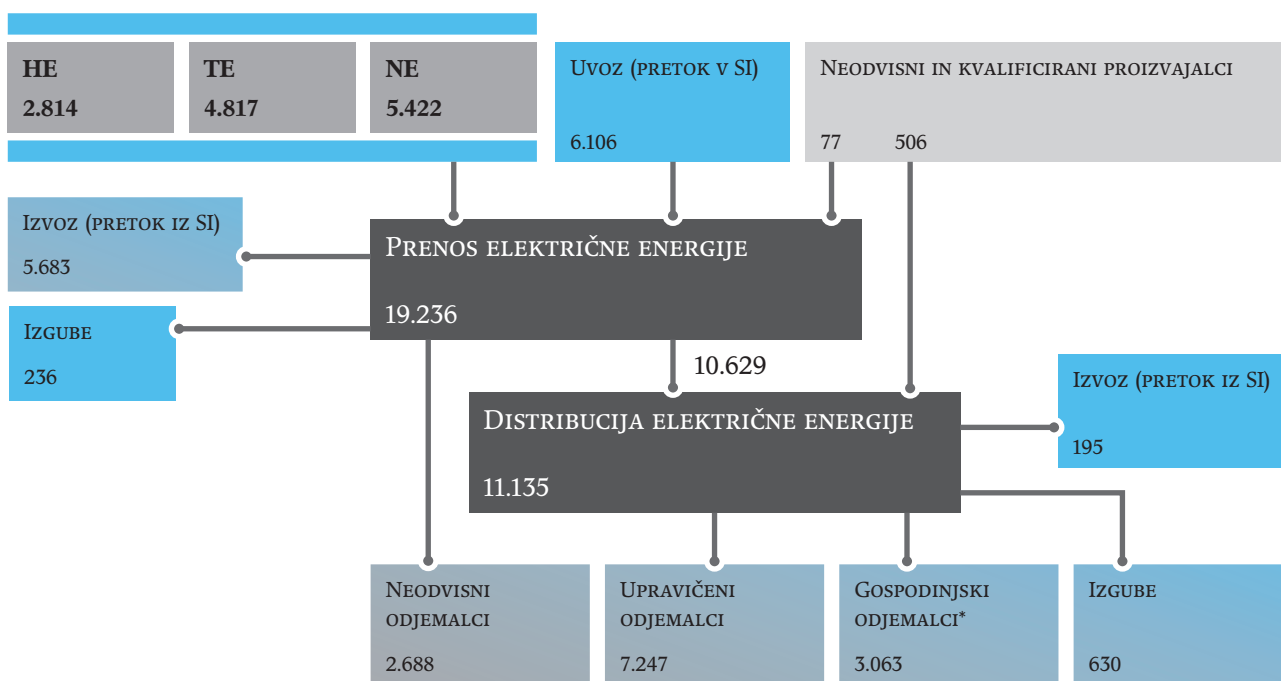 HE
2.814
TE
4.817
NE
5.422
Uvoz (pretok v SI)
6.106
Neodvisni in kvalificirani proizvajalci
77
506
Izvoz (pretok iz SI)
5.683
Prenos električne energije
19.236
Izgube
236
10.629
Izvoz (pretok iz SI)
195
Distribucija električne energije
11.135
Neodvisni
odjemalci
2.688
Upravičeni
odjemalci
7.247
Gospodinjski
odjemalci*
3.063
Izgube
630